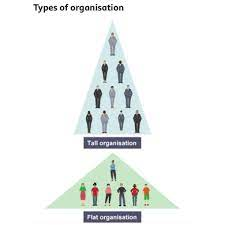 Types of organisation
Tall organisation
Flat organisation